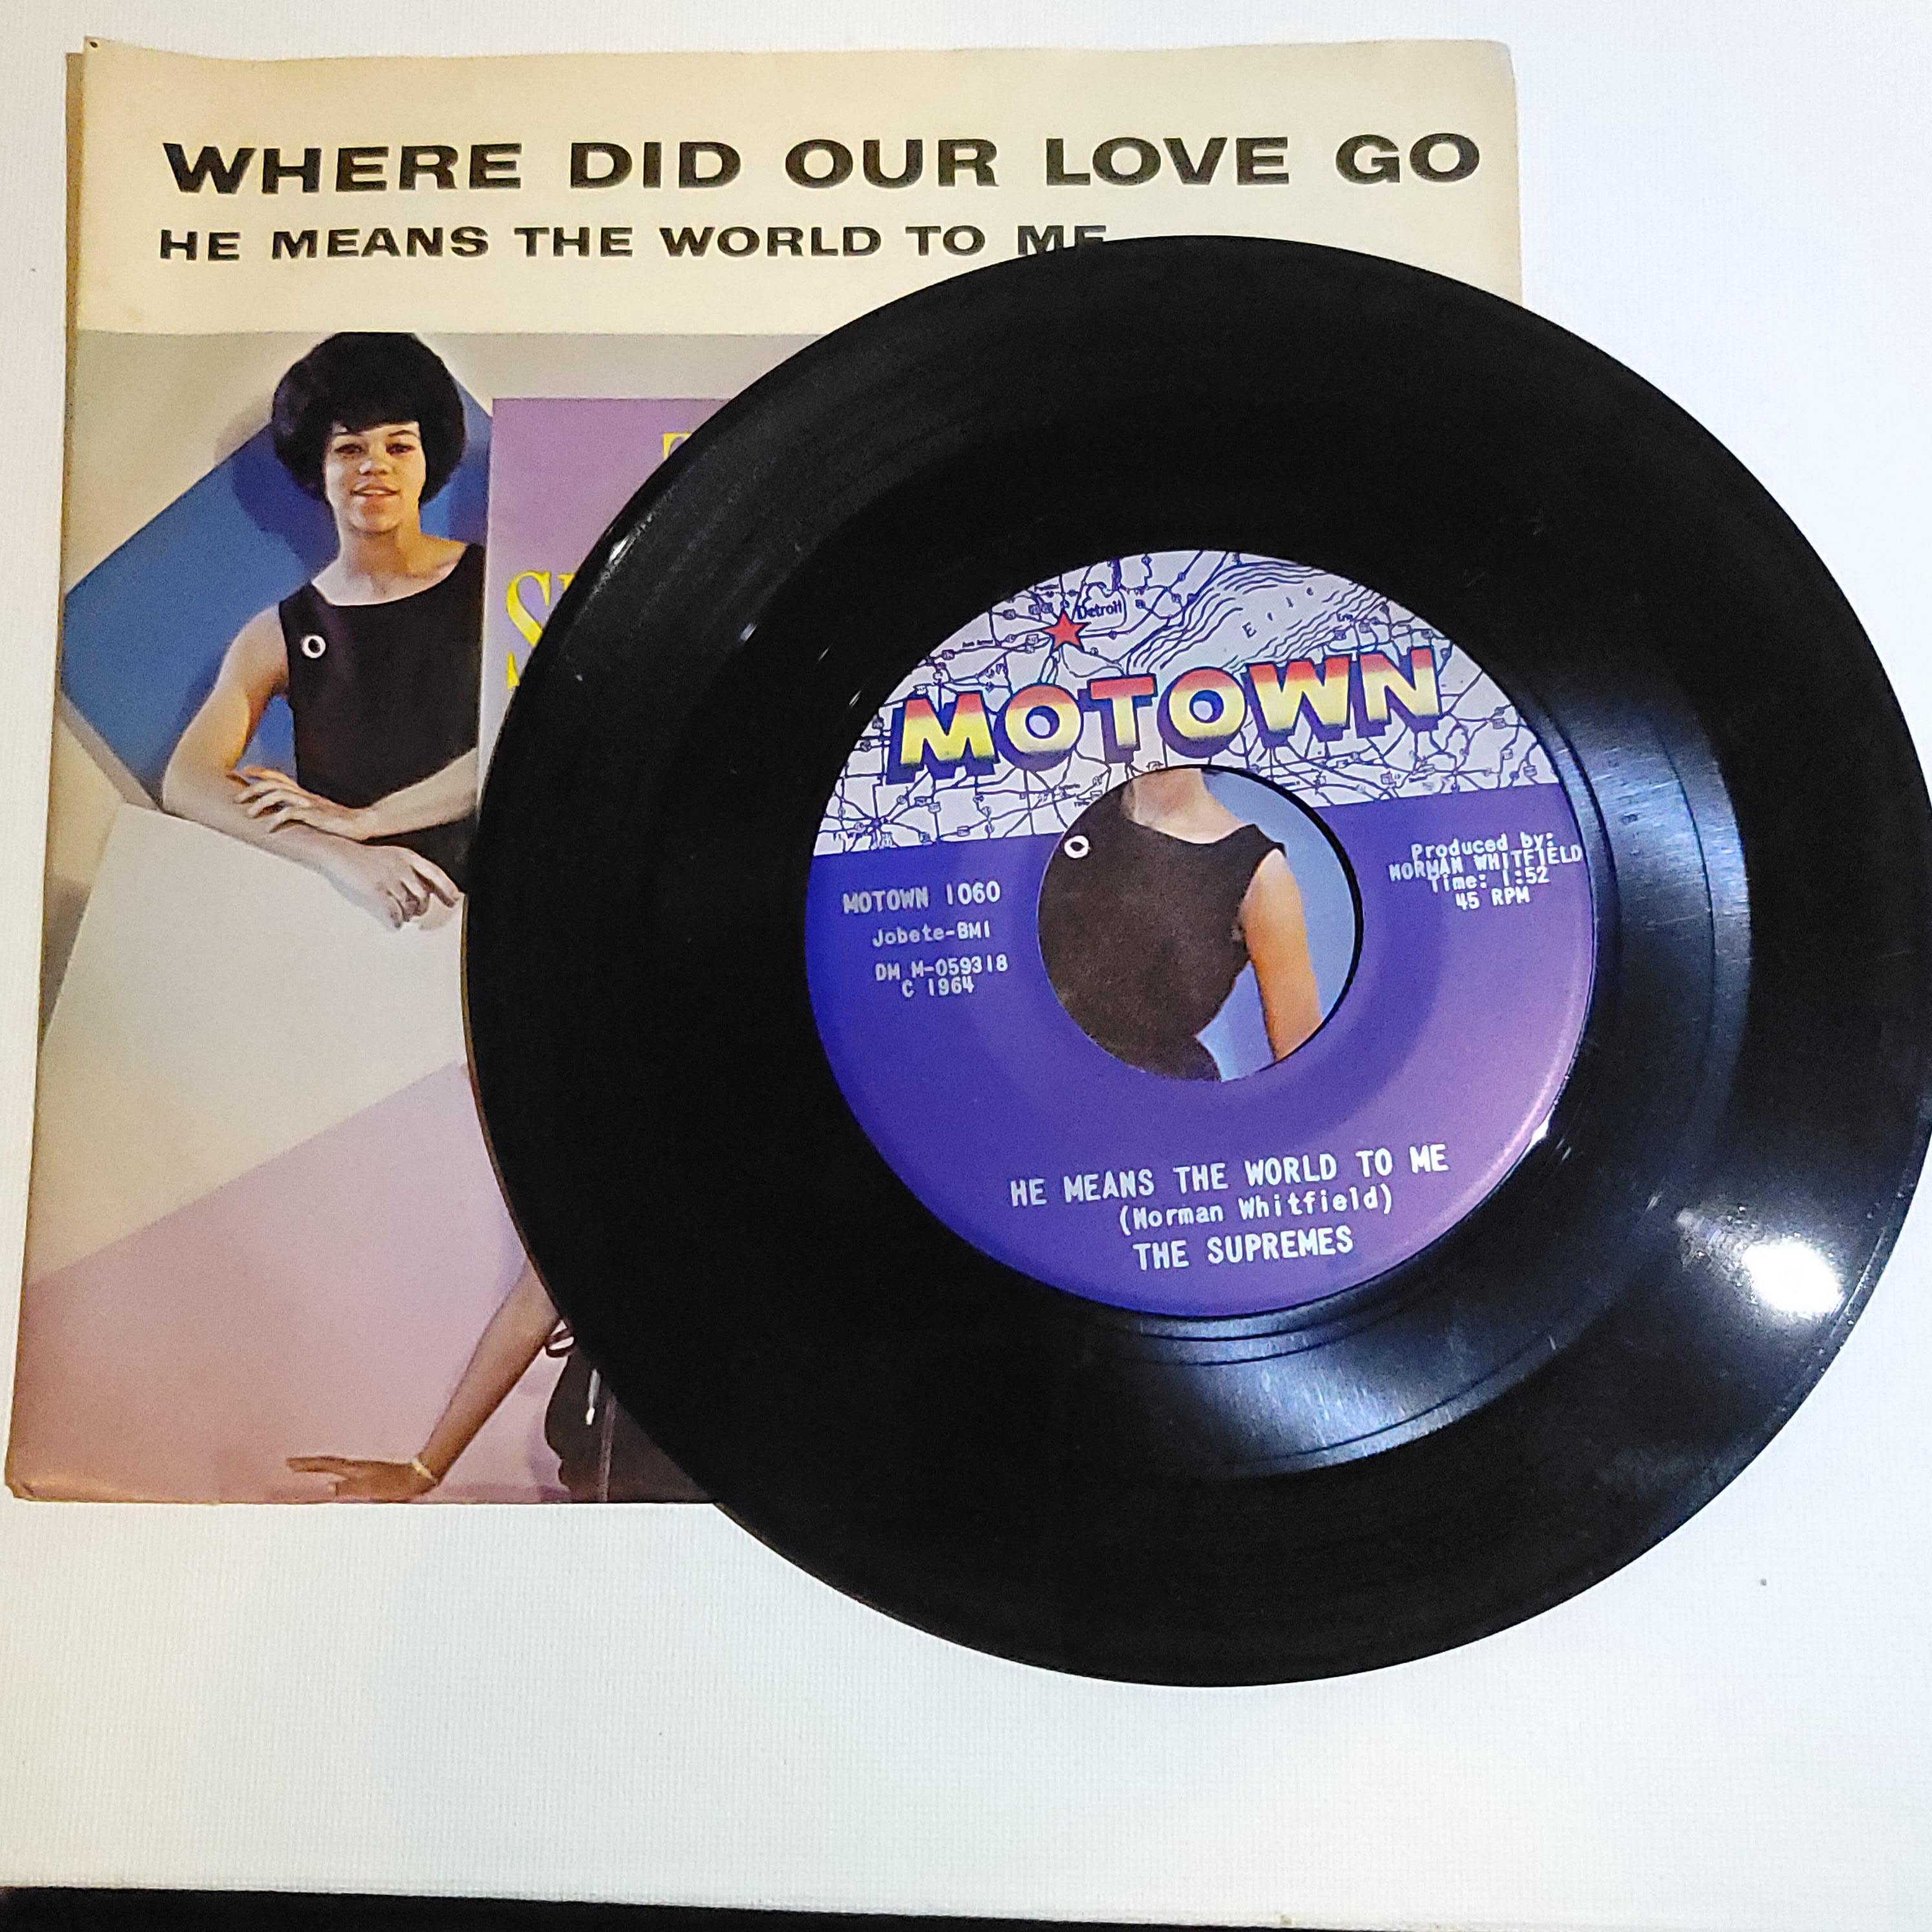 WHERE DID OUR LOVE GO
HE MEANS THE WORLD TO ME
Detroit
Erie
MOTOWN
MOTOWN 1060
Jobete-BMI
DM M-059318
C 1964
Produced by:
NORMAN WHITFIELD
Time: 1:52
45 RPM
HE MEANS THE WORLD TO ME
(Norman Whitfield)
THE SUPREMES